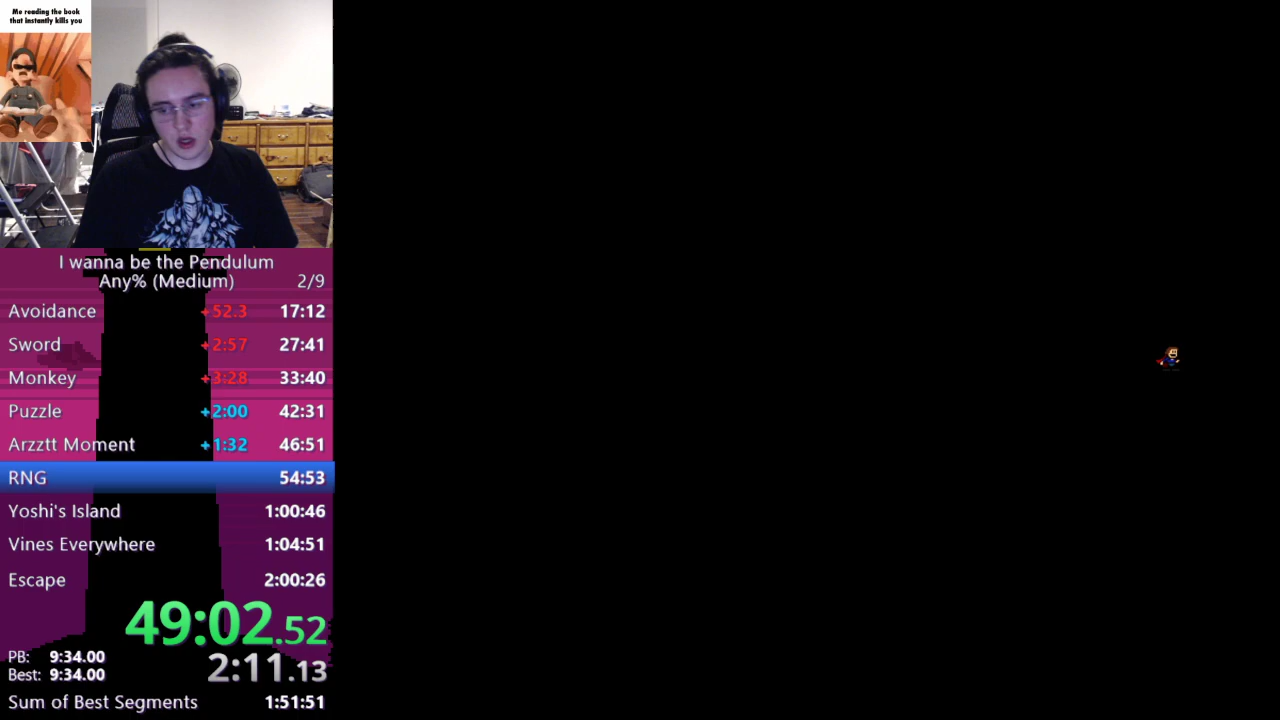 Me reading the book
that instantly kills you
I wanna be the Pendulum
Any% (Medium) 2/9
Avoidance +52.3 17:12
Sword +2:57 27:41
Monkey +3:28 33:40
Puzzle +2:00 42:31
Arzztt Moment +1:32 46:51
RNG 54:53
Yoshi's Island 1:00:46
Vines Everywhere 1:04:51
Escape 2:00:26
49:02.52
PB: 9:34.00
Best: 9:34.00
2:11.13
Sum of Best Segments 1:51:51